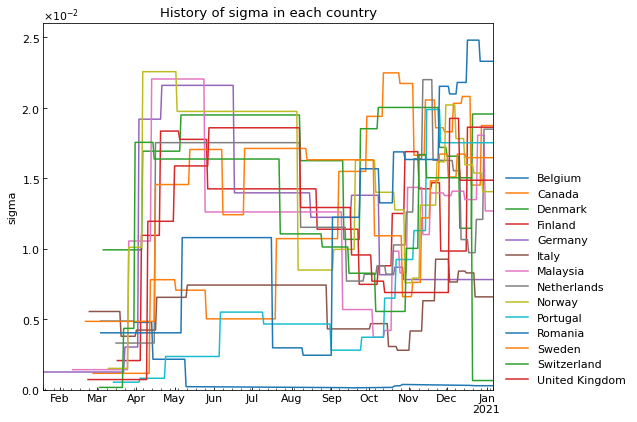 History of sigma in each country
×10⁻²
2.5
2.0
1.5
1.0
0.5
0.0
sigma
Feb Mar Apr May Jun Jul Aug Sep Oct Nov Dec Jan
2021
Belgium
Canada
Denmark
Finland
Germany
Italy
Malaysia
Netherlands
Norway
Portugal
Romania
Sweden
Switzerland
United Kingdom